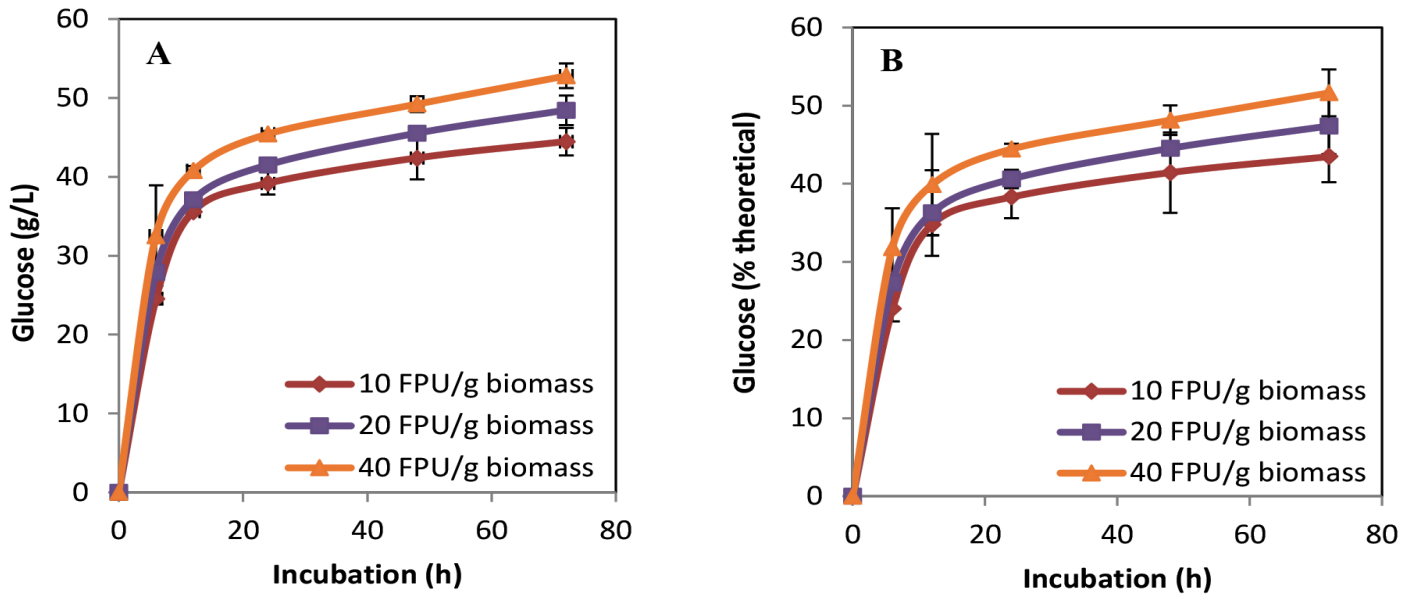 A
Glucose (g/L)
60
50
40
30
20
10
0
0 20 40 60 80
Incubation (h)
10 FPU/g biomass
20 FPU/g biomass
40 FPU/g biomass
B
Glucose (% theoretical)
60
50
40
30
20
10
0
0 20 40 60 80
Incubation (h)
10 FPU/g biomass
20 FPU/g biomass
40 FPU/g biomass